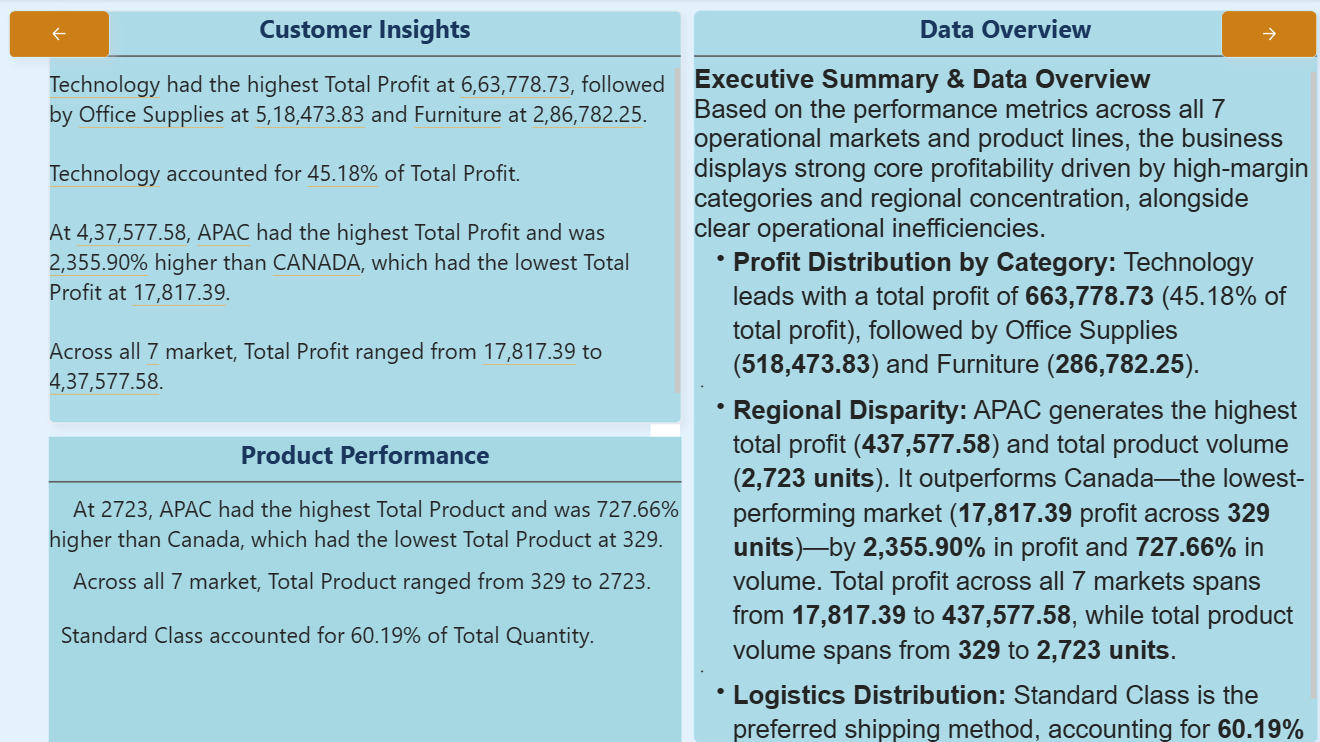 ←
Customer Insights
Technology had the highest Total Profit at 6,63,778.73, followed
by Office Supplies at 5,18,473.83 and Furniture at 2,86,782.25.
Technology accounted for 45.18% of Total Profit.
At 4,37,577.58, APAC had the highest Total Profit and was
2,355.90% higher than CANADA, which had the lowest Total
Profit at 17,817.39.
Across all 7 market, Total Profit ranged from 17,817.39 to
4,37,577.58.
Product Performance
At 2723, APAC had the highest Total Product and was 727.66%
higher than Canada, which had the lowest Total Product at 329.
Across all 7 market, Total Product ranged from 329 to 2723.
Standard Class accounted for 60.19% of Total Quantity.
Data Overview
→
Executive Summary & Data Overview
Based on the performance metrics across all 7
operational markets and product lines, the business
displays strong core profitability driven by high-margin
categories and regional concentration, alongside
clear operational inefficiencies.
• Profit Distribution by Category: Technology
leads with a total profit of 663,778.73 (45.18% of
total profit), followed by Office Supplies
(518,473.83) and Furniture (286,782.25).
.
• Regional Disparity: APAC generates the highest
total profit (437,577.58) and total product volume
(2,723 units). It outperforms Canada—the lowest-
performing market (17,817.39 profit across 329
units)—by 2,355.90% in profit and 727.66% in
volume. Total profit across all 7 markets spans
from 17,817.39 to 437,577.58, while total product
volume spans from 329 to 2,723 units.
.
• Logistics Distribution: Standard Class is the
preferred shipping method, accounting for 60.19%